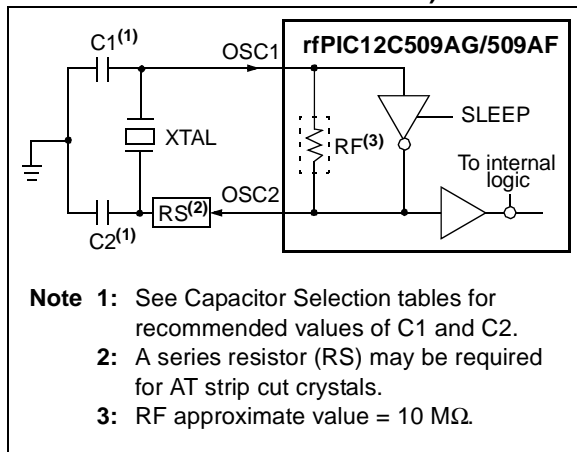 C1(1)
OSC1
rfPIC12C509AG/509AF
SLEEP
XTAL
RF(3)
To internal
logic
OSC2
RS(2)
C2(1)
Note 1: See Capacitor Selection tables for
recommended values of C1 and C2.
2: A series resistor (RS) may be required
for AT strip cut crystals.
3: RF approximate value = 10 MΩ.